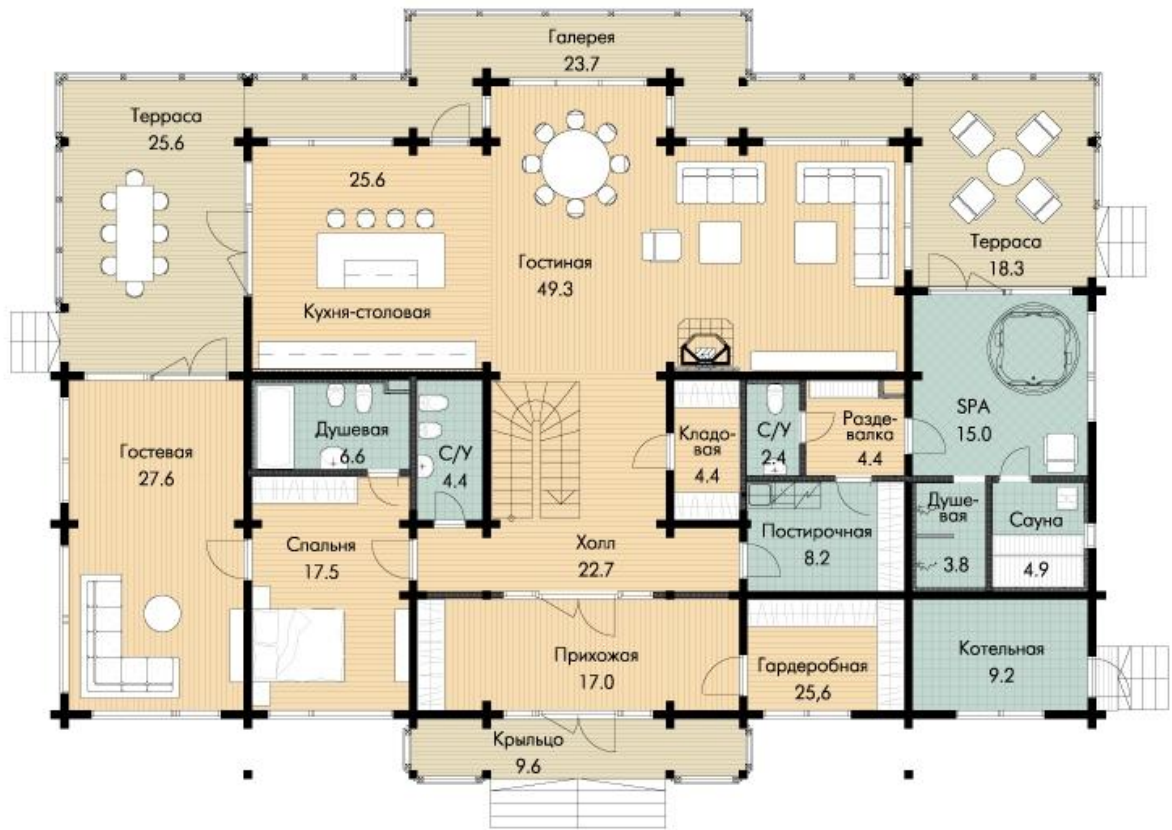 Галерея
23.7
Терраса
25.6
25.6
Гостиная
49.3
Кухня-столовая
Терраса
18.3
Гостевая
27.6
Душевая
6.6
С/У
4.4
Кладо-
вая
4.4
С/У
2.4
Разде-
валка
4.4
SPA
15.0
Спальня
17.5
Холл
22.7
Постирочная
8.2
Душе-
вая
3.8
Сауна
4.9
Прихожая
17.0
Гардеробная
25,6
Котельная
9.2
Крыльцо
9.6